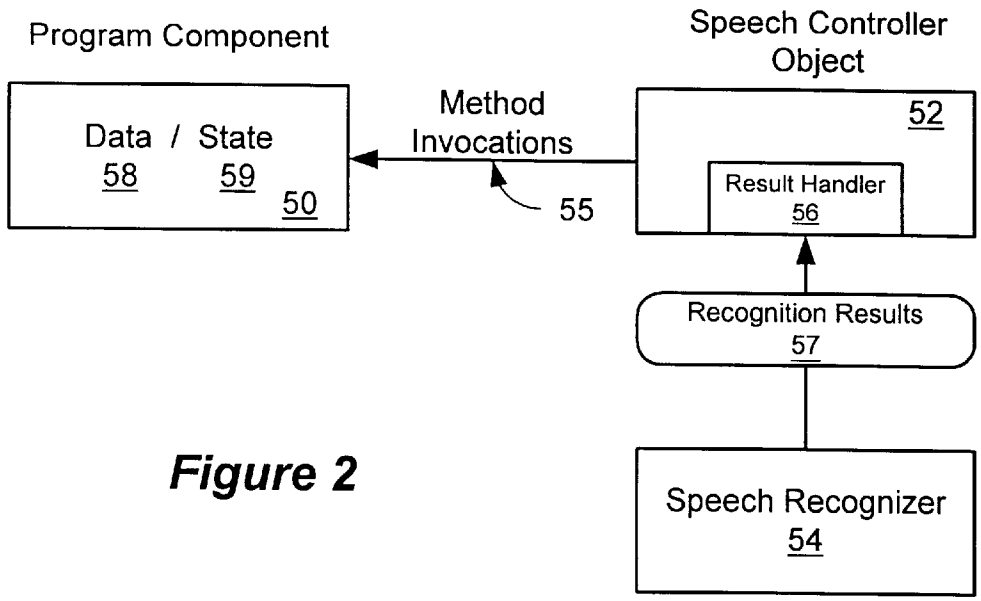 Program Component
Speech Controller
Object
Data / State
58 59
50
Method
Invocations
55
52
Result Handler
56
Recognition Results
57
Figure 2
Speech Recognizer
54